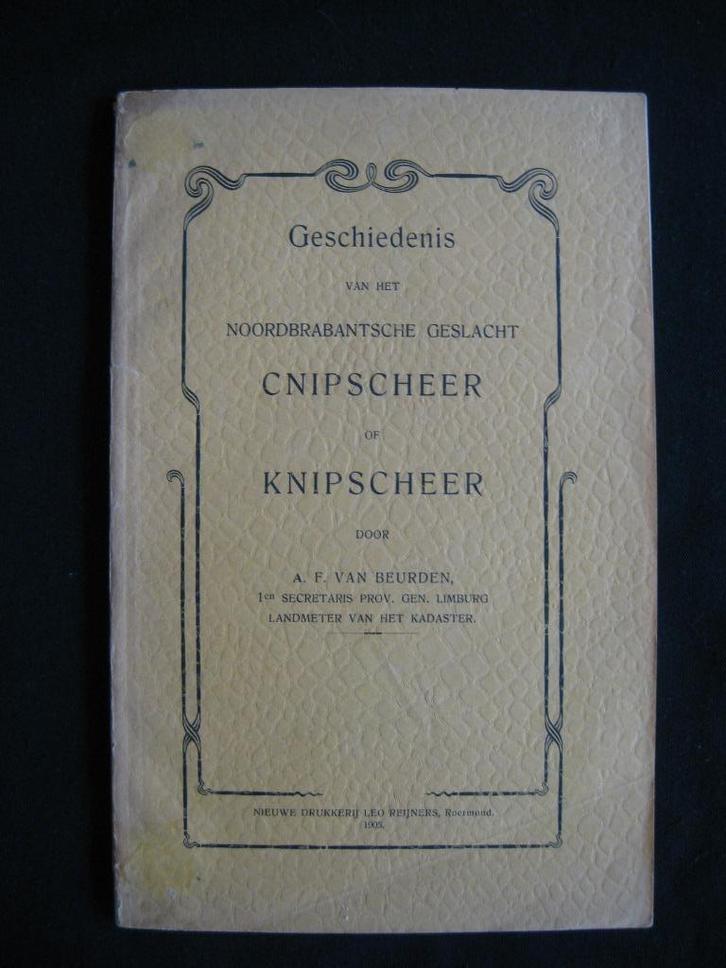 Geschiedenis
VAN HET
NOORDBRABANTSCHE GESLACHT
CNIPSCHEER
OF
KNIPSCHEER
DOOR
A. F. VAN BEURDEN,
1en SECRETARIS PROV. GEN. LIMBURG
LANDMETER VAN HET KADASTER.
NIEUWE DRUKKERIJ LEO REIJNERS, Roermond.
1903.